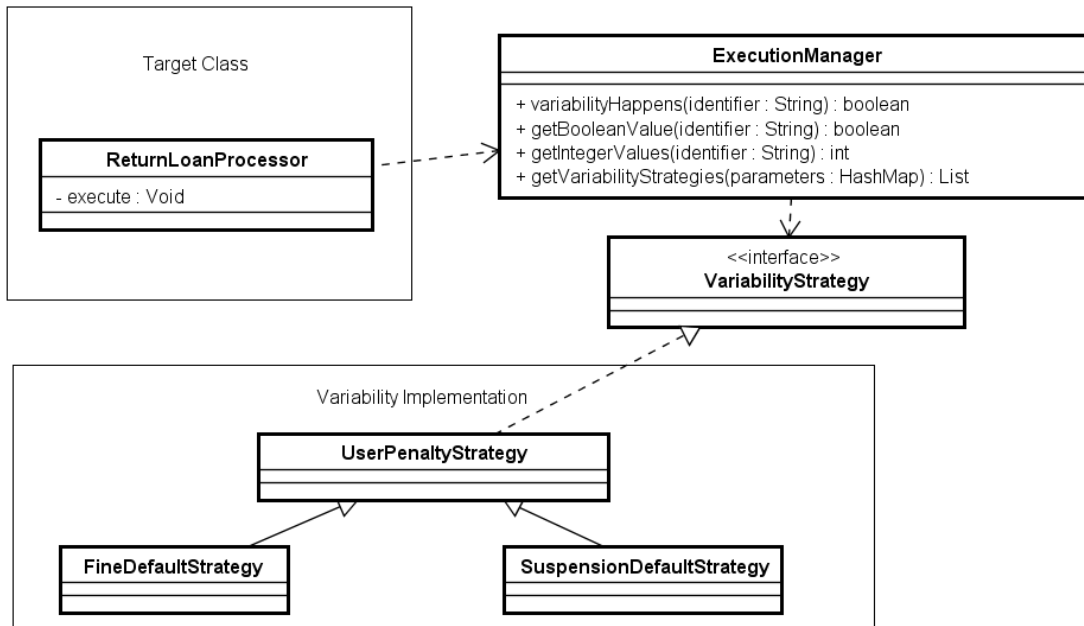 Target Class
ReturnLoanProcessor
- execute : Void
ExecutionManager
+ variabilityHappens(identifier : String) : boolean
+ getBooleanValue(identifier : String) : boolean
+ getIntegerValues(identifier : String) : int
+ getVariabilityStrategies(parameters : HashMap) : List
<<interface>>
VariabilityStrategy
Variability Implementation
UserPenaltyStrategy
FineDefaultStrategy
SuspensionDefaultStrategy